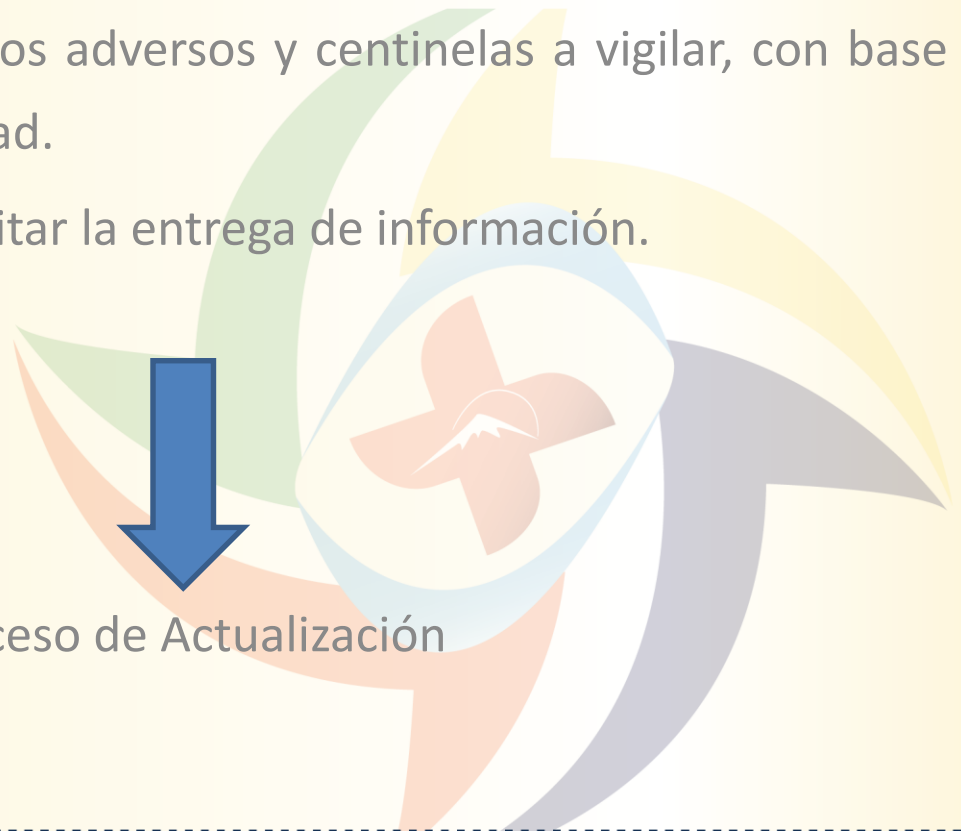 os adversos y centinelas a vigilar, con base
ad.
itar la entrega de información.
ceso de Actualización